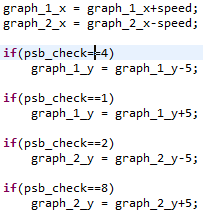 graph_1_x = graph_1_x+speed;
graph_2_x = graph_2_x-speed;
if(psb_check==4)
graph_1_y = graph_1_y-5;
if(psb_check==1)
graph_1_y = graph_1_y+5;
if(psb_check==2)
graph_2_y = graph_2_y-5;
if(psb_check==8)
graph_2_y = graph_2_y+5;